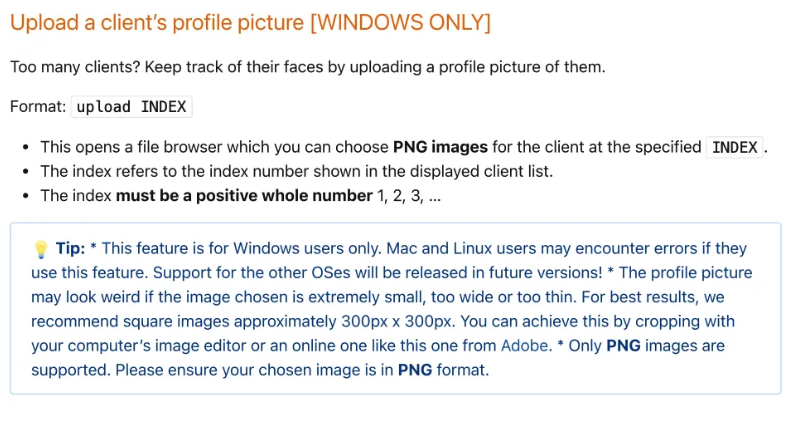 Upload a client’s profile picture [WINDOWS ONLY]
Too many clients? Keep track of their faces by uploading a profile picture of them.
Format: upload INDEX
• This opens a file browser which you can choose PNG images for the client at the specified INDEX.
• The index refers to the index number shown in the displayed client list.
• The index must be a positive whole number 1, 2, 3, …
💡 Tip: * This feature is for Windows users only. Mac and Linux users may encounter errors if they
use this feature. Support for the other OSes will be released in future versions! * The profile picture
may look weird if the image chosen is extremely small, too wide or too thin. For best results, we
recommend square images approximately 300px x 300px. You can achieve this by cropping with
your computer’s image editor or an online one like this one from Adobe. * Only PNG images are
supported. Please ensure your chosen image is in PNG format.